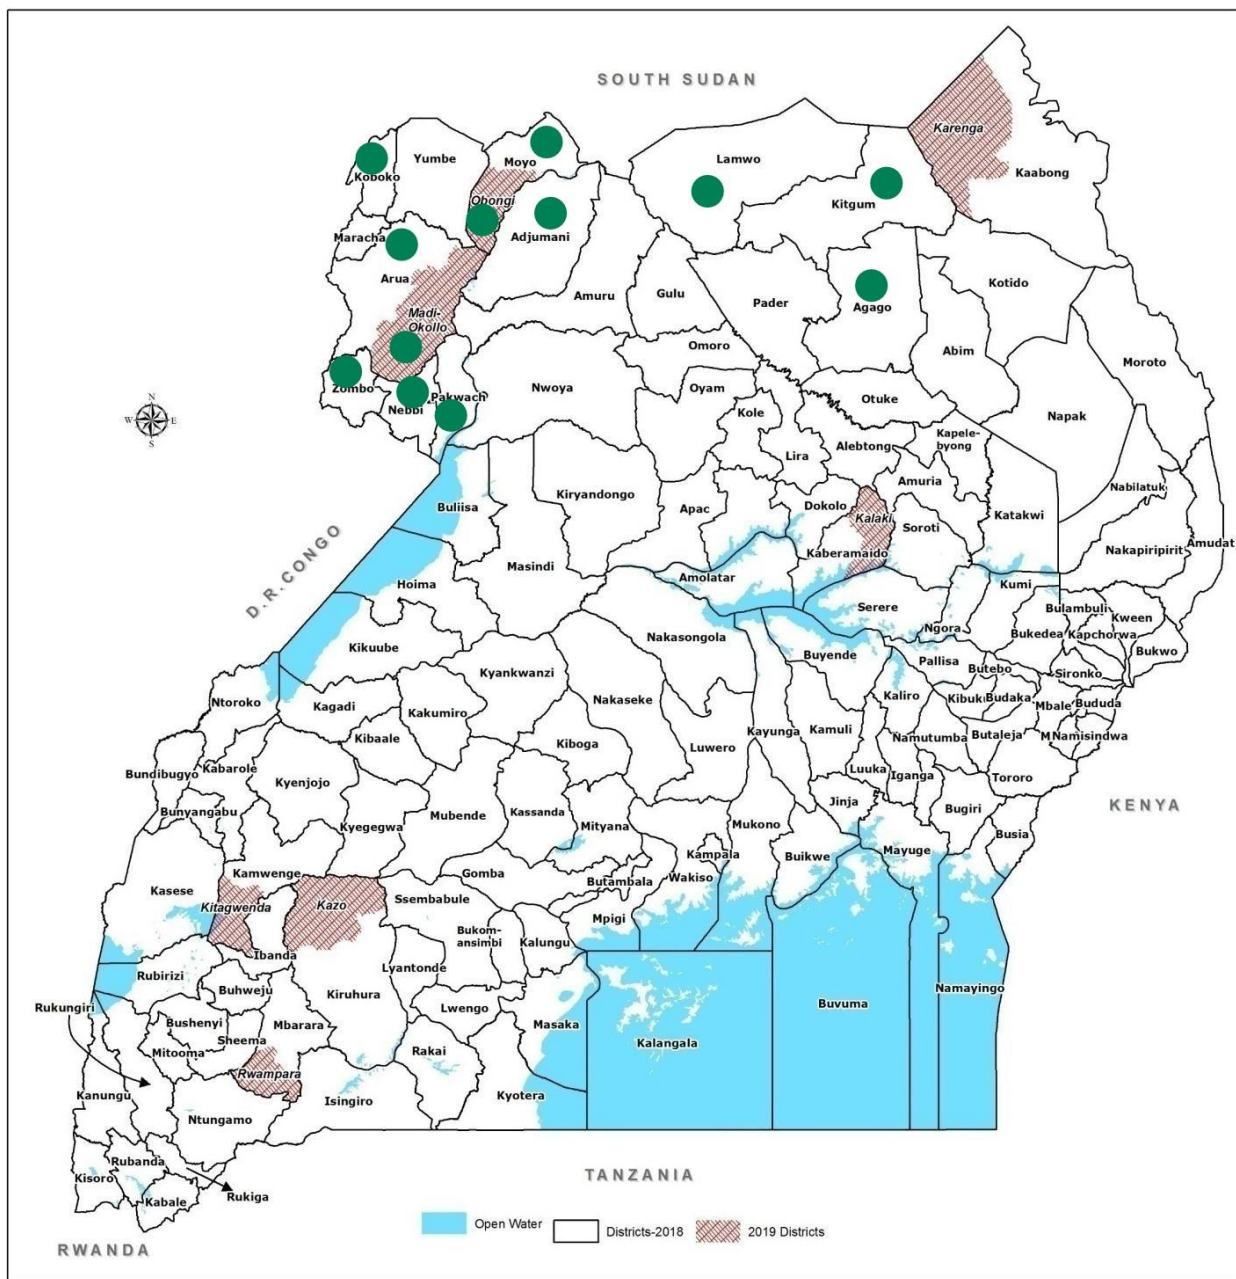 SOUTH SUDAN
Karenga
Kaabong
Yumbe
Koboko
Moyo
Lamwo
Kitgum
Obongi
Adjumani
Maracha
Arua
Amuru
Gulu
Pader
Agago
Kotido
Madi-
Okollo
Abim
Moroto
Omoro
Zombo
Nebbi
Pakwach
Nwoya
Oyam
Otuke
Napak
N
W
E
S
Kole
Lira
Alebtong
Kapele-
byong
Amuria
Nabilatuk
Buliisa
Kiryandongo
Apac
Dokolo
Kalaki
Soroti
Katakwi
Nakapiripirit
Amudat
D.R.CONGO
Masindi
Kaberamaido
Hoima
Amolatar
Kumi
Serere
Ngora
Bulambuli
Kween
Bukedea
Kapchorwa
Bukwo
Kikuube
Nakasongola
Kyankwanzi
Buyende
Pallisa
Butebo
Sironko
Ntoroko
Kagadi
Kakumiro
Nakaseke
Kaliro
Kibuku
Budaka
Mbale
Bududa
Kibaale
Kiboga
Luwero
Kayunga
Kamuli
Namutumba
Butaleja
M
Namisindwa
Bundibugyo
Kabarole
Kyenjojo
Luuka
Iganga
Tororo
Bunyangabu
Kyegegwa
Mubende
Kassanda
Mityana
Mukono
Jinja
Bugiri
Busia
KENYA
Kampala
Buikwe
Mayuge
Kasese
Kamwenge
Gomba
Butambala
Wakiso
Kitagwenda
Kazo
Ssembabule
Mpigi
Bukom-
ansimbi
Kalungu
Ibanda
Lyantonde
Rubirizi
Buhweju
Kiruhura
Namayingo
Rukungiri
Lwengo
Buvuma
Bushenyi
Mbarara
Masaka
Kalangala
Sheema
Mitooma
Rwampara
Rakai
Kanungu
Ntungamo
Isingiro
Kyotera
Rubanda
Kisoro
Kabale
Rukiga
TANZANIA
RWANDA
Open Water
Districts-2018
2019 Districts